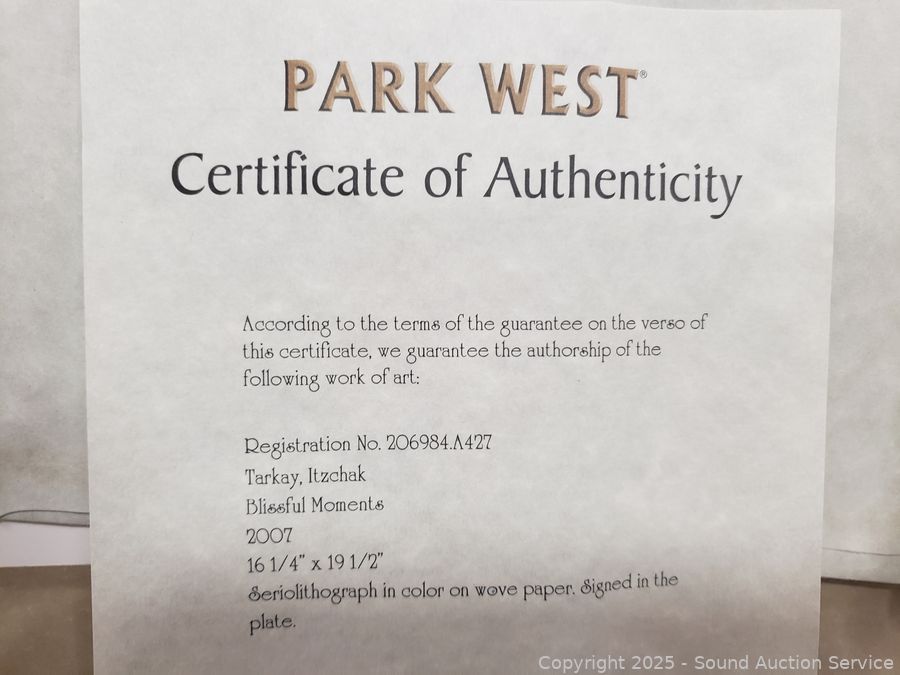 PARK WEST®
Certificate of Authenticity
According to the terms of the guarantee on the verso of
this certificate, we guarantee the authorship of the
following work of art:
Registration No. 206984.A427
Tarkay, Itzchak
Blissful Moments
2007
16 1/4" x 19 1/2"
Seriolithograph in color on wove paper. Signed in the
plate.
Copyright 2025 - Sound Auction Service